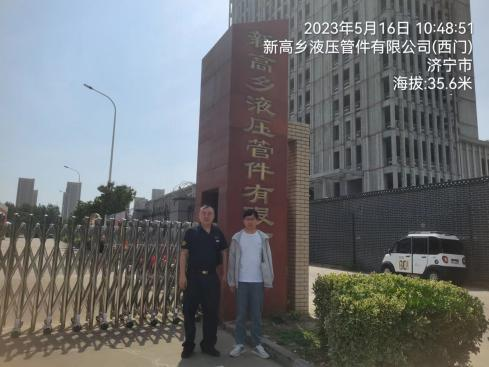 2023年5月16日 10:48:51
新高乡液压管件有限公司(西门)
济宁市
海拔:35.6米
新高乡液压管件有限